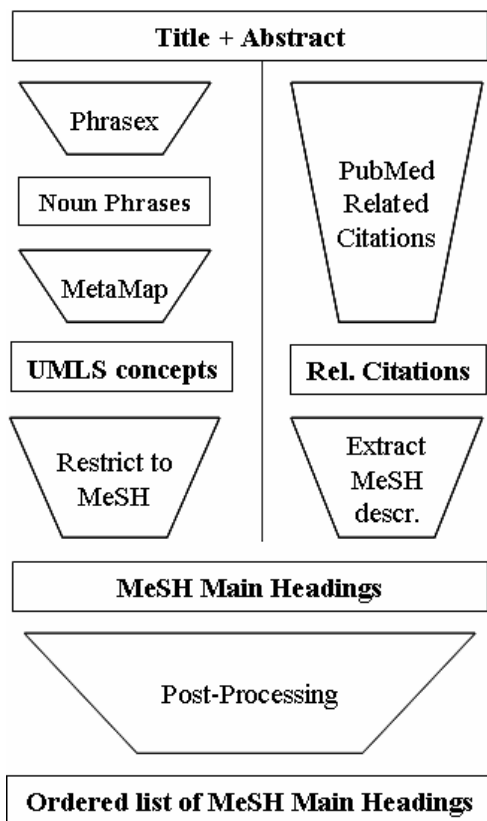 Title + Abstract
Phrasex
Noun Phrases
MetaMap
UMLS concepts
Restrict to
MeSH
PubMed
Related
Citations
Rel. Citations
Extract
MeSH
descr.
MeSH Main Headings
Post-Processing
Ordered list of MeSH Main Headings